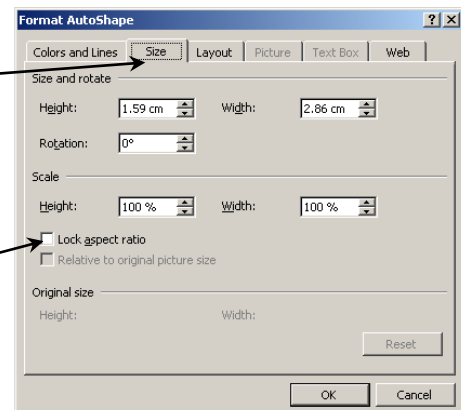 Format AutoShape
Colors and Lines Size Layout Picture Text Box Web
Size and rotate
Height: 1.59 cm Width: 2.86 cm
Rotation: 0°
Scale
Height: 100 % Width: 100 %
Lock aspect ratio
Relative to original picture size
Original size
Height: Width:
Reset
OK Cancel